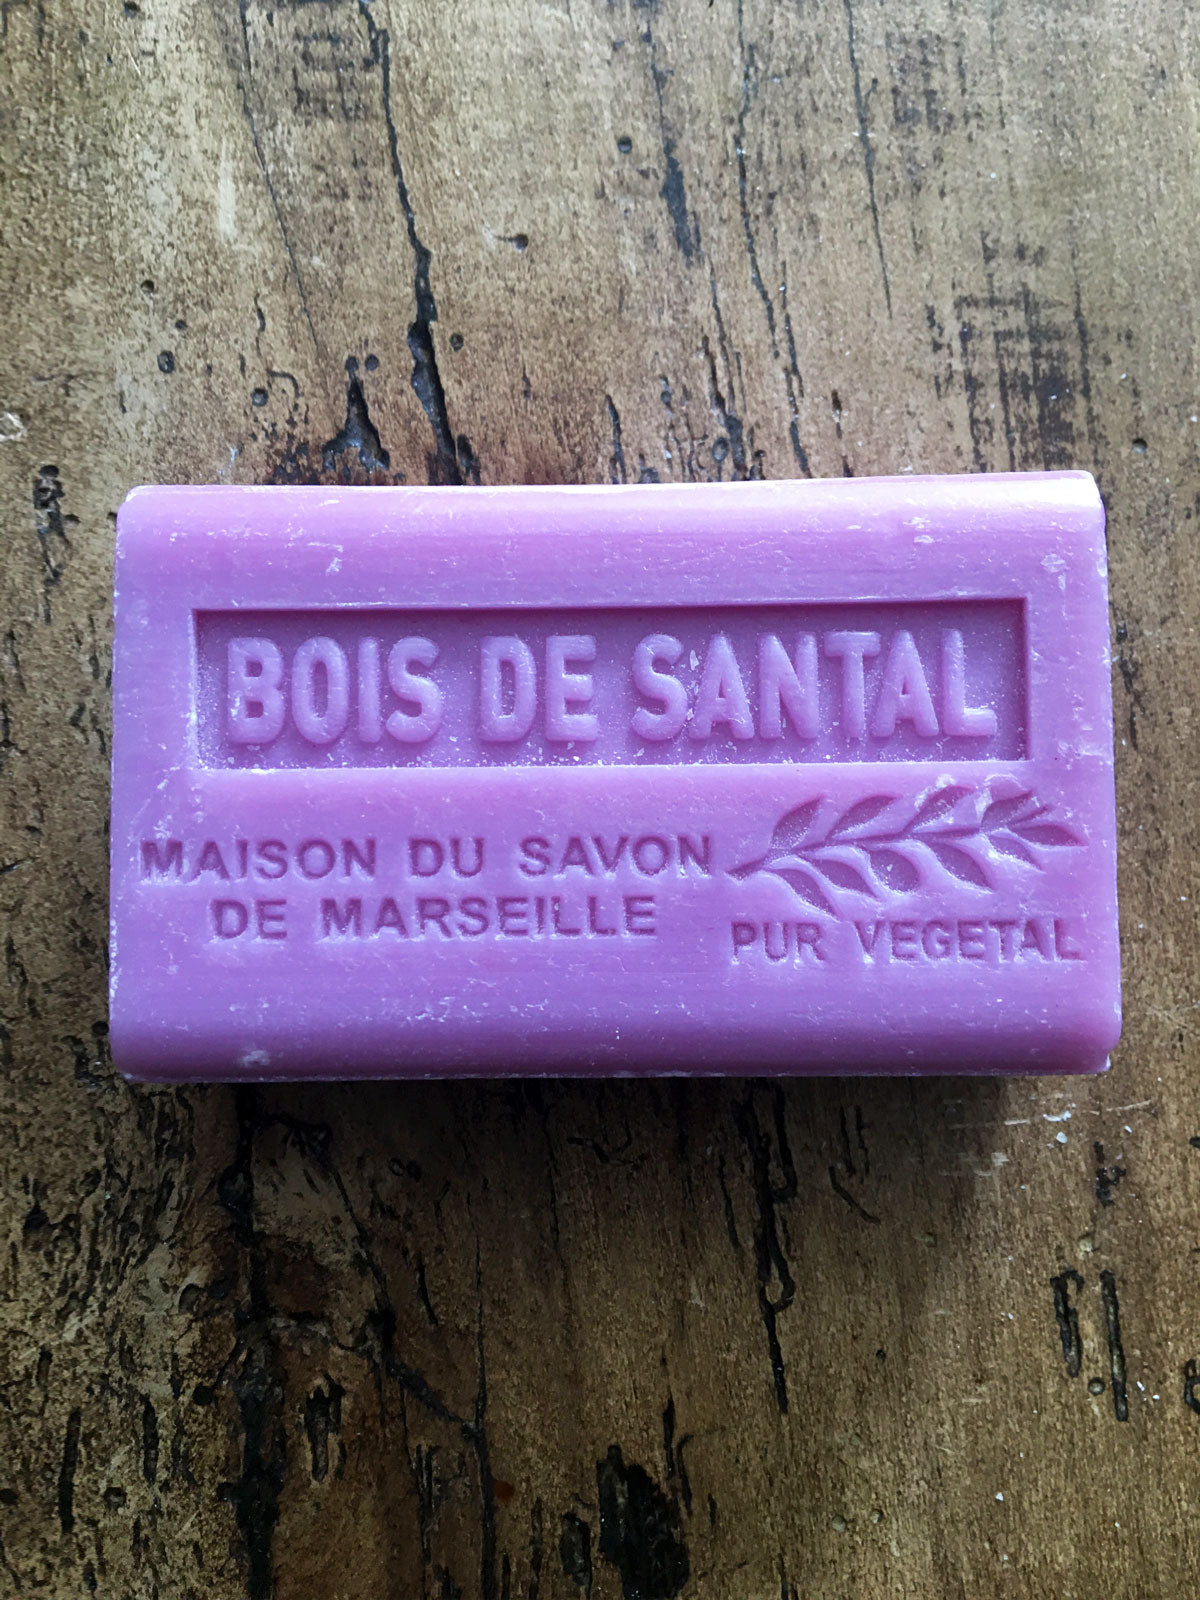 BOIS DE SANTAL
MAISON DU SAVON
DE MARSEILLE
PUR VEGETAL